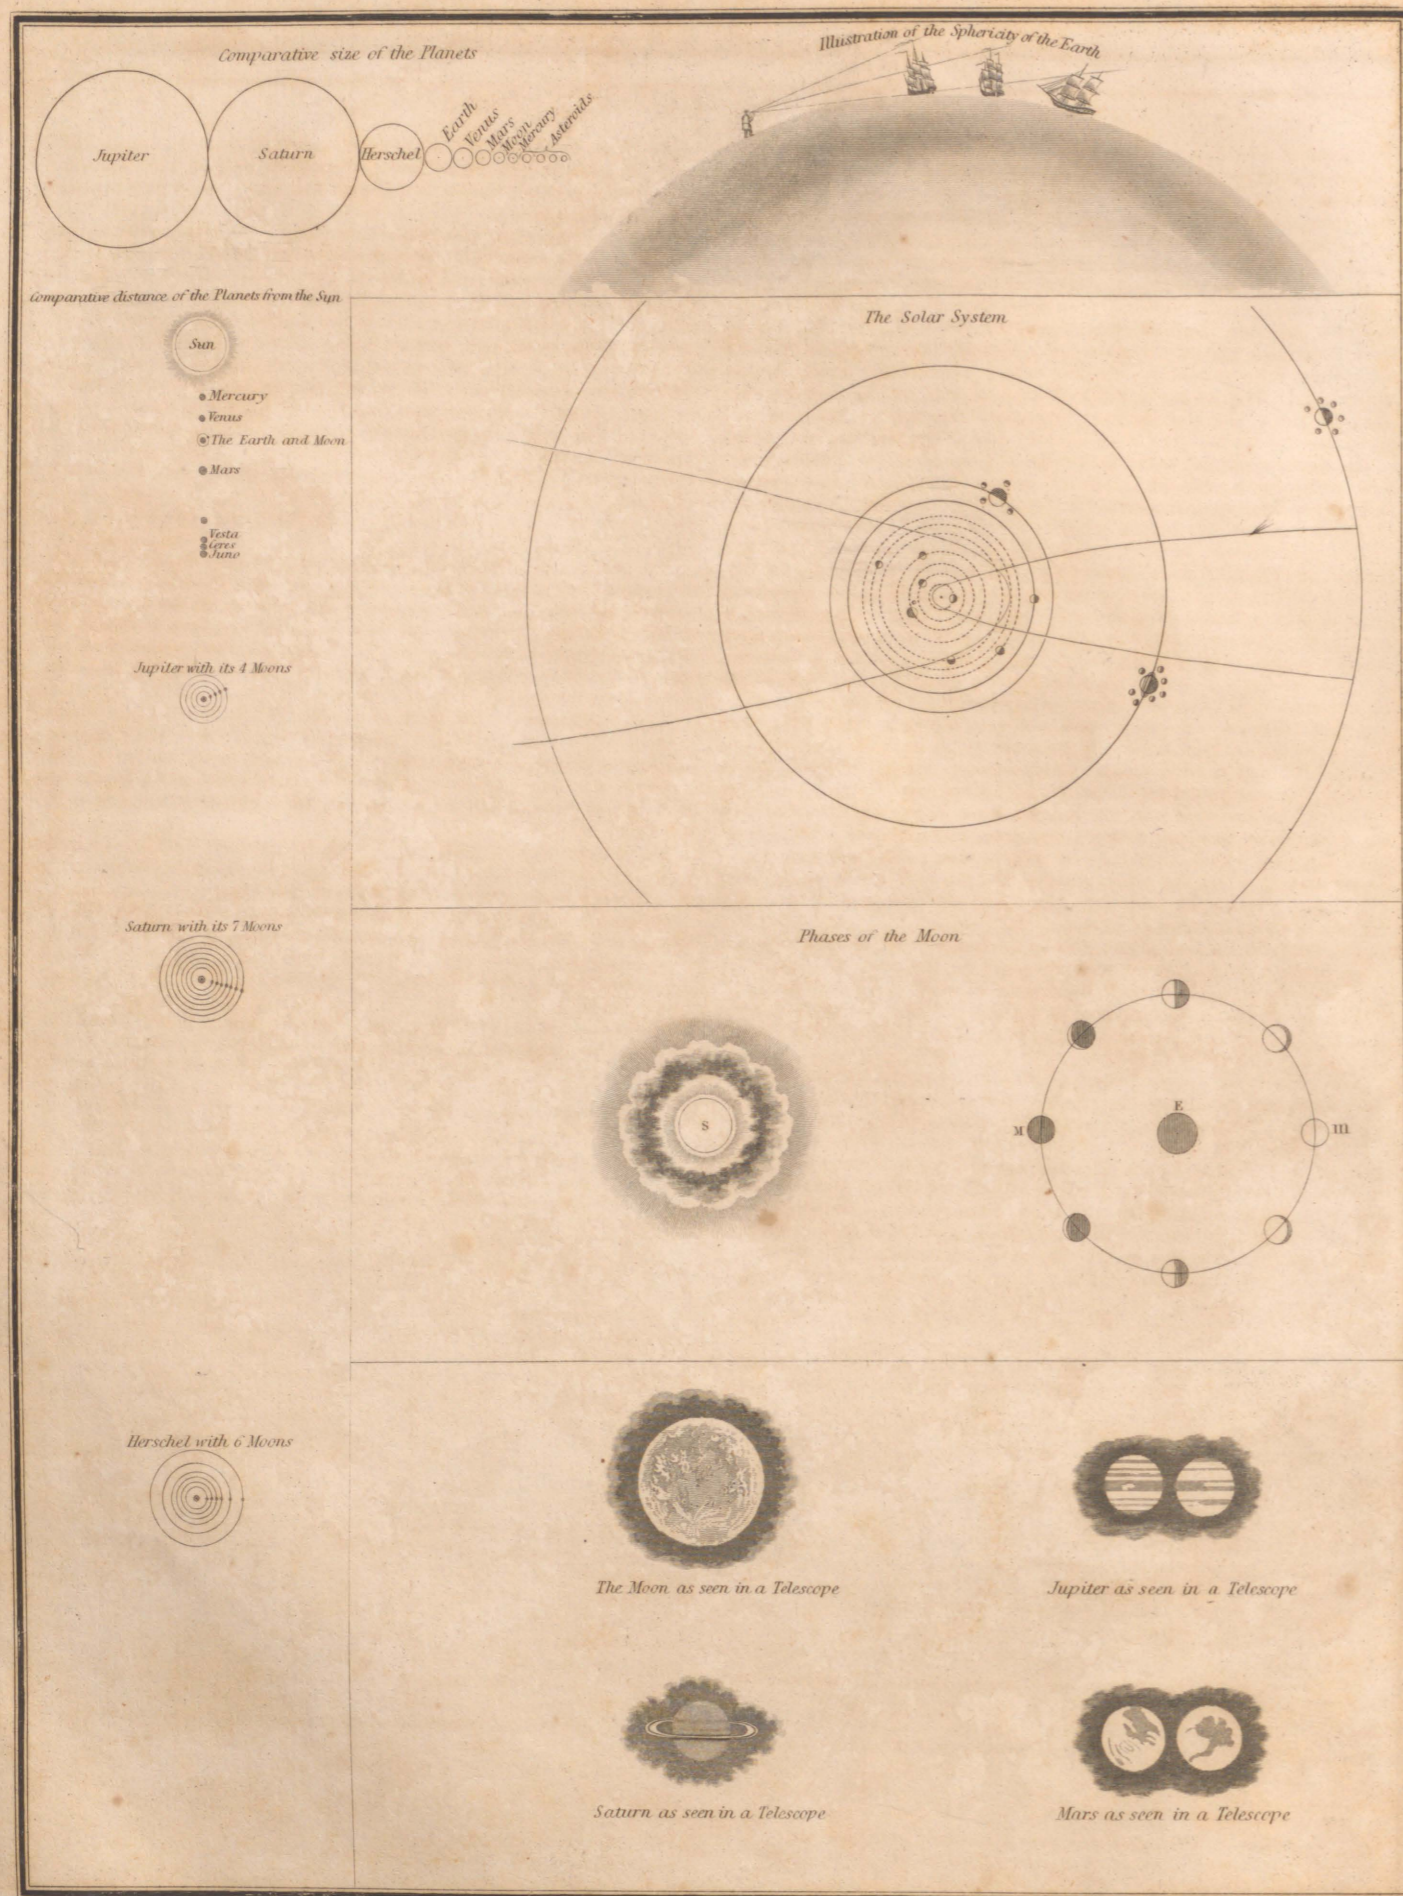 Comparative size of the Planets
Jupiter
Saturn
Herschel
Earth
Venus
Mars
Moon
Mercury
Asteroids
Illustration of the Sphericity of the Earth
Comparative distance of the Planets from the Sun
Sun
Mercury
Venus
The Earth and Moon
Mars
Vesta
Ceres
Juno
Jupiter with its 4 Moons
Saturn with its 7 Moons
Herschel with 6 Moons
The Solar System
Phases of the Moon
S
E
M
m
The Moon as seen in a Telescope
Jupiter as seen in a Telescope
Saturn as seen in a Telescope
Mars as seen in a Telescope